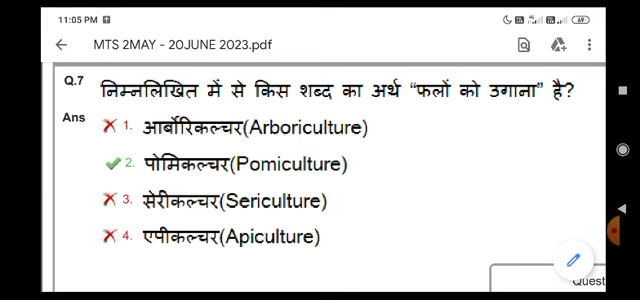 11:05 PM
69
MTS 2MAY - 20JUNE 2023.pdf
Q.7 निम्नलिखित में से किस शब्द का अर्थ “फलों को उगाना” है?
Ans 1. आर्बोरिकल्चर(Arboriculture)
2. पोमिकल्चर(Pomiculture)
3. सेरीकल्चर(Sericulture)
4. एपीकल्चर(Apiculture)
Quest